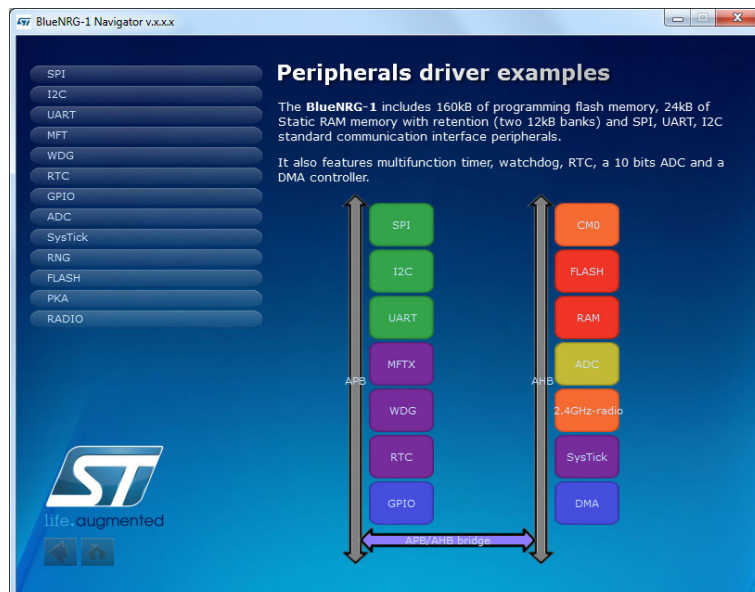 BlueNRG-1 Navigator v.x.x.x
SPI
I2C
UART
MFT
WDG
RTC
GPIO
ADC
SysTick
RNG
FLASH
PKA
RADIO
Peripherals driver examples
The BlueNRG-1 includes 160kB of programming flash memory, 24kB of
Static RAM memory with retention (two 12kB banks) and SPI, UART, I2C
standard communication interface peripherals.
It also features multifunction timer, watchdog, RTC, a 10 bits ADC and a
DMA controller.
APB
SPI
I2C
UART
MFTX
WDG
RTC
GPIO
AHB
CM0
FLASH
RAM
ADC
2.4GHz-radio
SysTick
DMA
APB/AHB bridge
ST
life.augmented